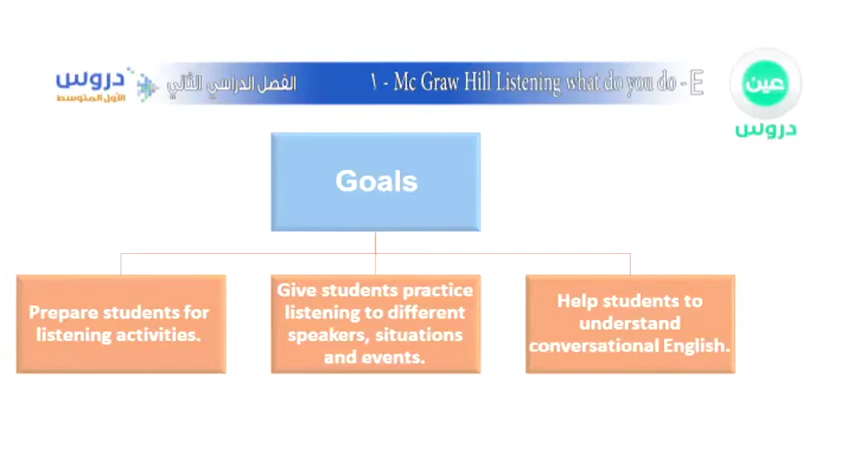 دروس
الأول المتوسط
الفصل الدراسي الثاني
١ - Mc Graw Hill Listening what do you do - E
عين
دروس
Goals
Prepare students for
listening activities.
Give students practice
listening to different
speakers, situations
and events.
Help students to
understand
conversational English.